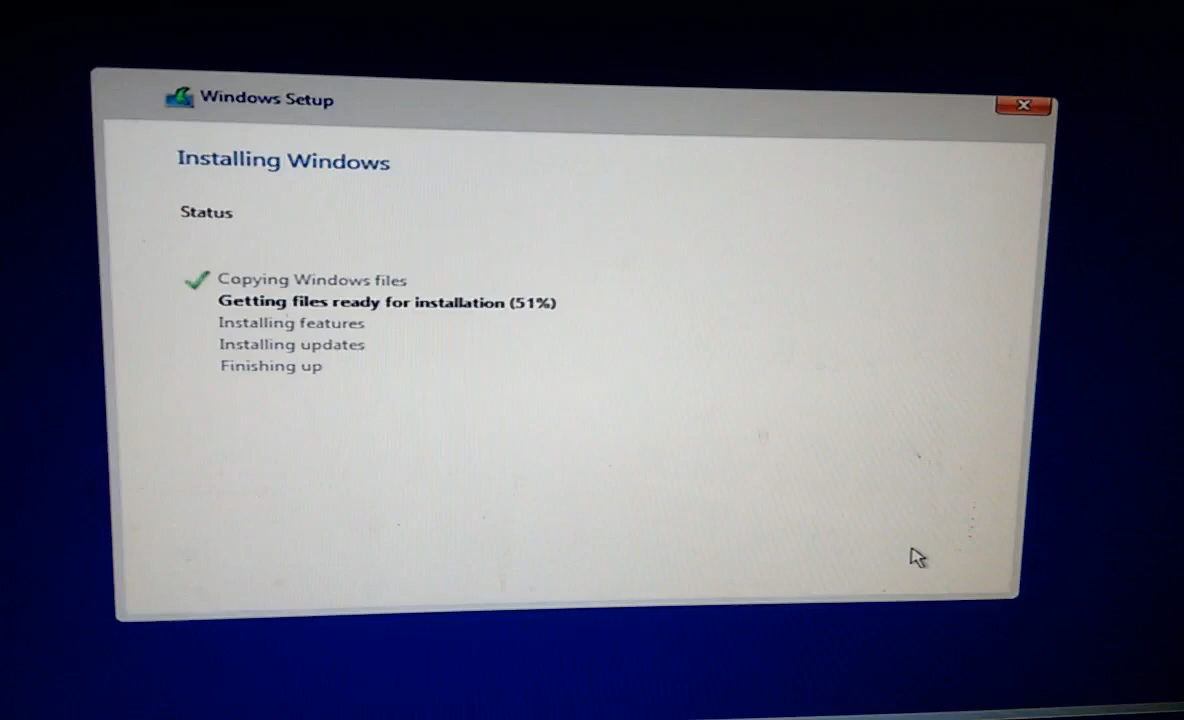 Windows Setup
Installing Windows
Status
Copying Windows files
Getting files ready for installation (51%)
Installing features
Installing updates
Finishing up